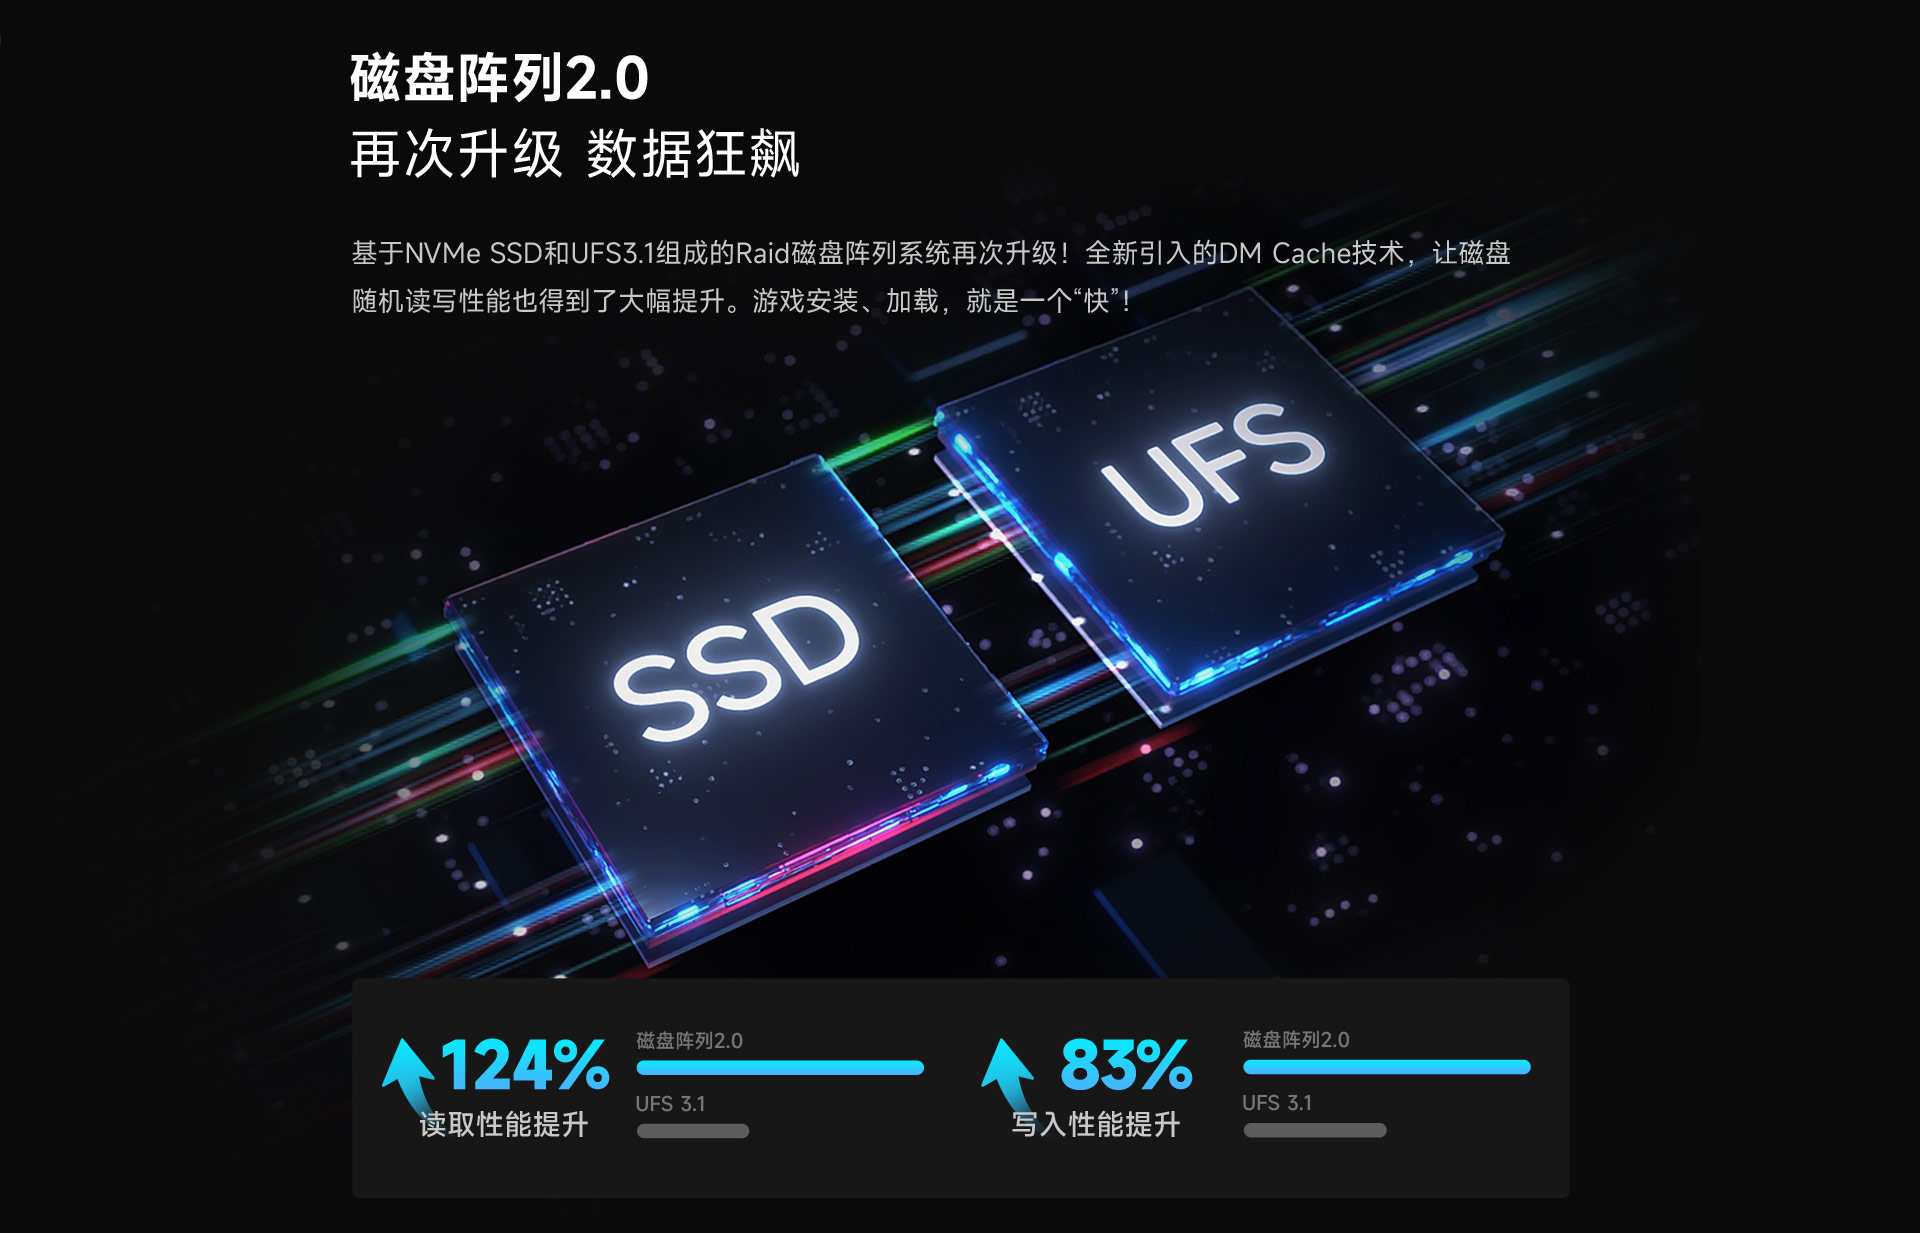 磁盘阵列2.0
再次升级 数据狂飙
基于NVMe SSD和UFS3.1组成的Raid磁盘阵列系统再次升级！全新引入的DM Cache技术，让磁盘
随机读写性能也得到了大幅提升。游戏安装、加载，就是一个“快”！
UFS
SSD
124%
读取性能提升
磁盘阵列2.0
UFS 3.1
83%
写入性能提升
磁盘阵列2.0
UFS 3.1